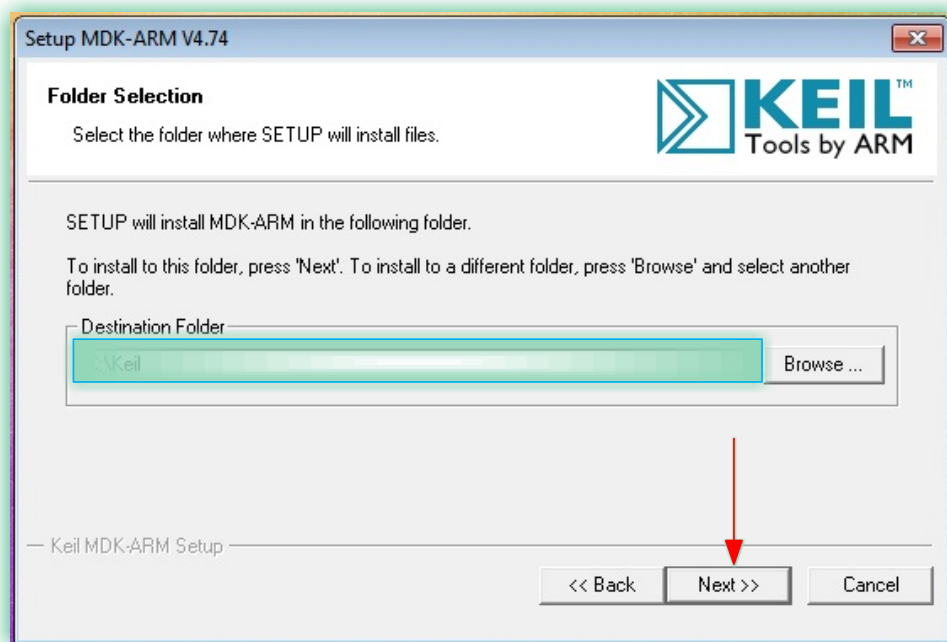 Setup MDK-ARM V4.74
Folder Selection
Select the folder where SETUP will install files.
KEIL™
Tools by ARM
SETUP will install MDK-ARM in the following folder.
To install to this folder, press 'Next'. To install to a different folder, press 'Browse' and select another
folder.
Destination Folder
:\Keil
Browse ...
Keil MDK-ARM Setup
<< Back
Next >>
Cancel